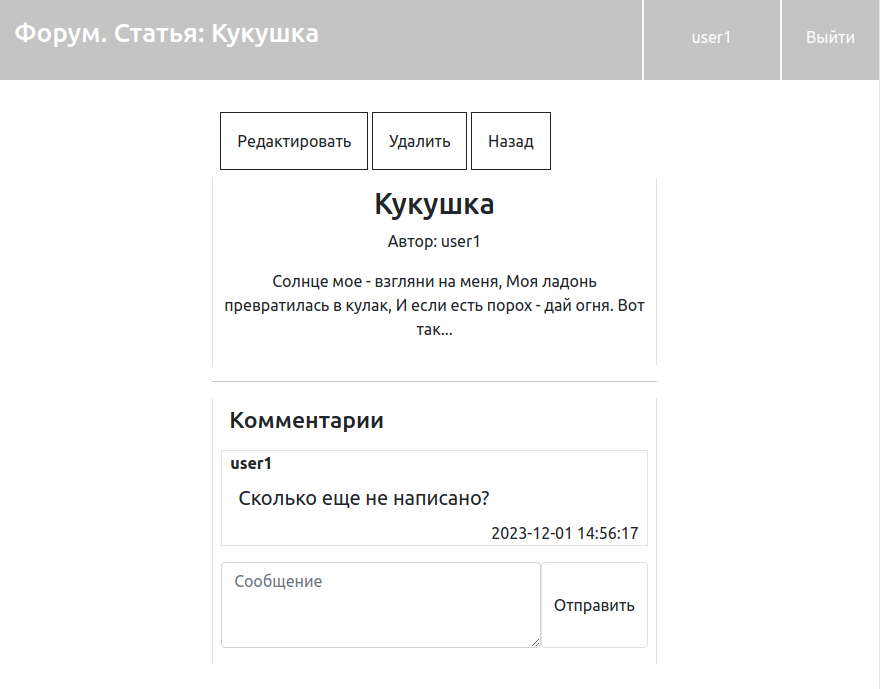 Форум. Статья: Кукушка
user1
Выйти
Редактировать
Удалить
Назад
Кукушка
Автор: user1
Солнце мое - взгляни на меня, Моя ладонь
превратилась в кулак, И если есть порох - дай огня. Вот
так...
Комментарии
user1
Сколько еще не написано?
2023-12-01 14:56:17
Сообщение
Отправить